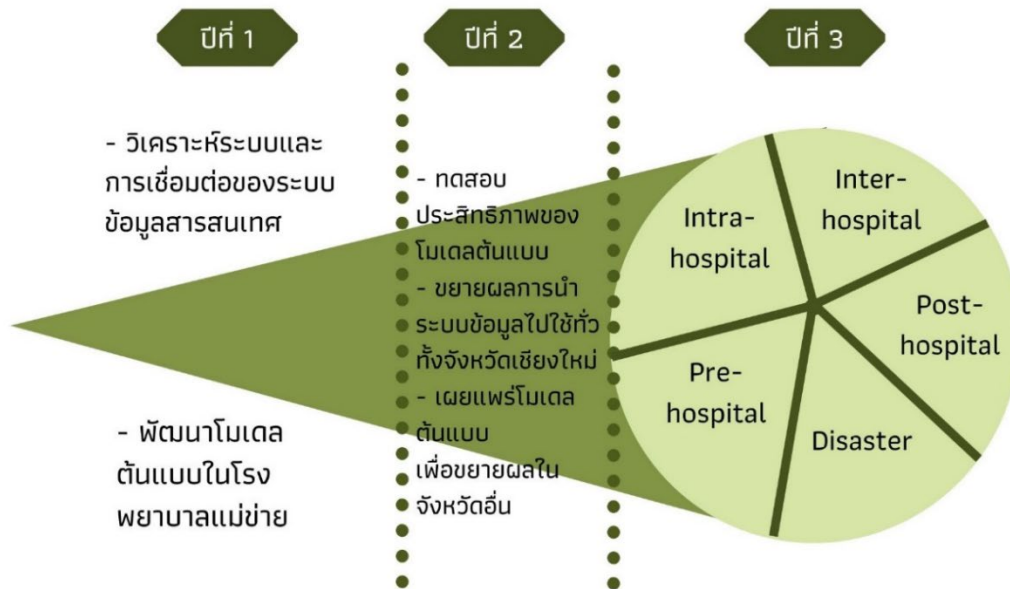 ปีที่ 1
ปีที่ 2
ปีที่ 3
- วิเคราะห์ระบบและ
การเชื่อมต่อของระบบ
ข้อมูลสารสนเทศ
- พัฒนาโมเดล
ต้นแบบในโรง
พยาบาลแม่ข่าย
- ทดสอบ
ประสิทธิภาพของ
โมเดลต้นแบบ
- ขยายผลการนำ
ระบบข้อมูลไปใช้ทั่ว
ทั้งจังหวัดเชียงใหม่
- เผยแพร่โมเดล
ต้นแบบ
เพื่อขยายผลใน
จังหวัดอื่น
Intra-
hospital
Inter-
hospital
Post-
hospital
Pre-
hospital
Disaster